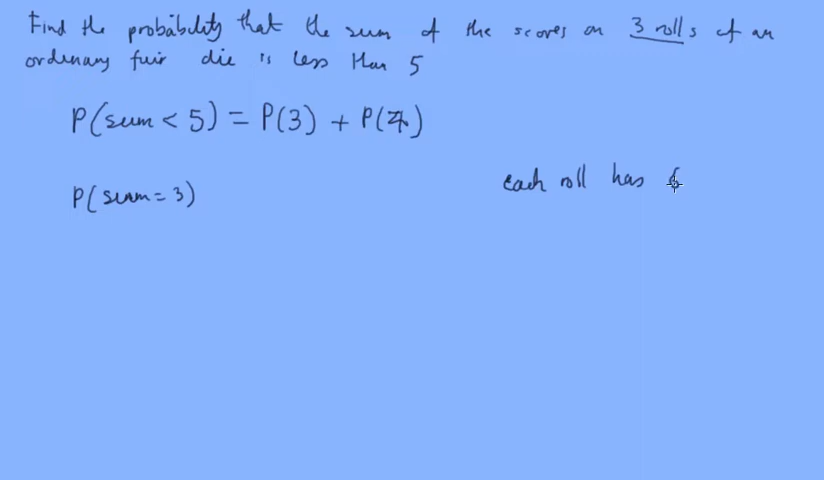 Find the probability that the sum of the scores on 3 rolls of an
ordinary fair die is less than 5
P(sum < 5) = P(3) + P(4)
P(sum = 3)
each roll has 6